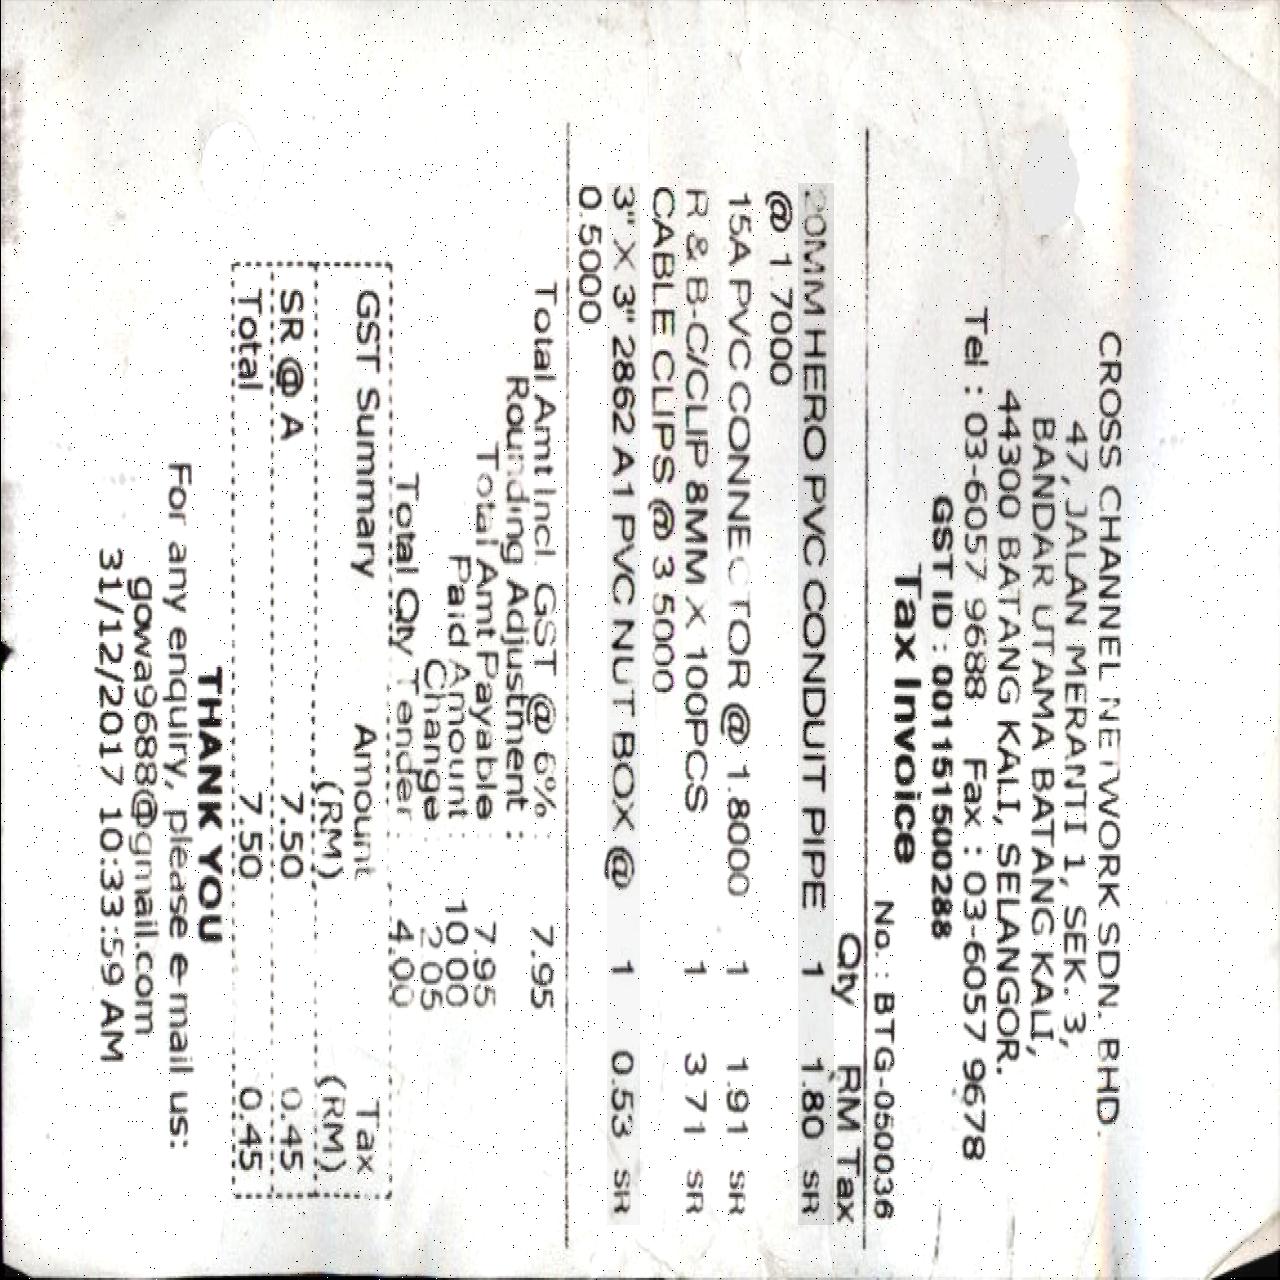 CROSS CHANNEL NETWORK SDN. BHD.
47, JALAN MERANTI 1, SEK. 3,
BANDAR UTAMA BATANG KALI,
44300 BATANG KALI, SELANGOR.
Tel : 03-6057 9688 Fax : 03-6057 9678
GST ID : 001151500288
Tax Invoice
No. : BTG-050036
Qty RM Tax
20MM HERO PVC CONDUIT PIPE 1 1.80 SR
@ 1.7000
15A PVC CONNECTOR @ 1.8000 1 1.91 SR
R & B-C/CLIP 8MM X 100PCS 1 3.71 SR
CABLE CLIPS @ 3.5000
3" X 3" 2862 A1 PVC NUT BOX @ 1 0.53 SR
0.5000
Total Amt Incl. GST @ 6% : 7.95
Rounding Adjustment :
Total Amt Payable : 7.95
Paid Amount : 10.00
Change : 2.05
Total Qty Tender : 4.00
GST Summary Amount Tax
(RM) (RM)
SR @ A 7.50 0.45
Total 7.50 0.45
THANK YOU
For any enquiry, please e-mail us:
gowa9688@gmail.com
31/12/2017 10:33:59 AM